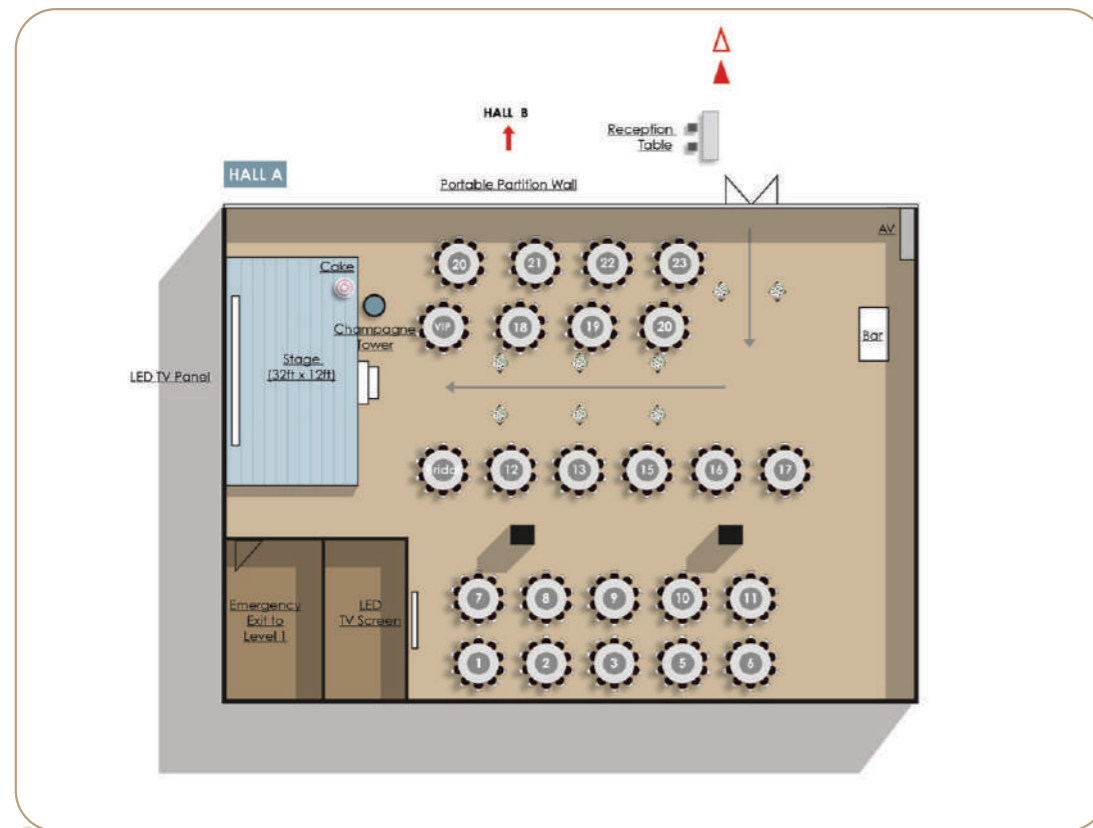 HALL B
Reception
Table
HALL A
Portable Partition Wall
AV
20
21
22
23
Cake
VIP
18
19
20
Champagne
Tower
Bar
Stage
(32ft x 12ft)
LED TV Panel
Bridal
12
13
15
16
17
7
8
9
10
11
Emergency
Exit to
Level 1
LED
TV Screen
1
2
3
5
6